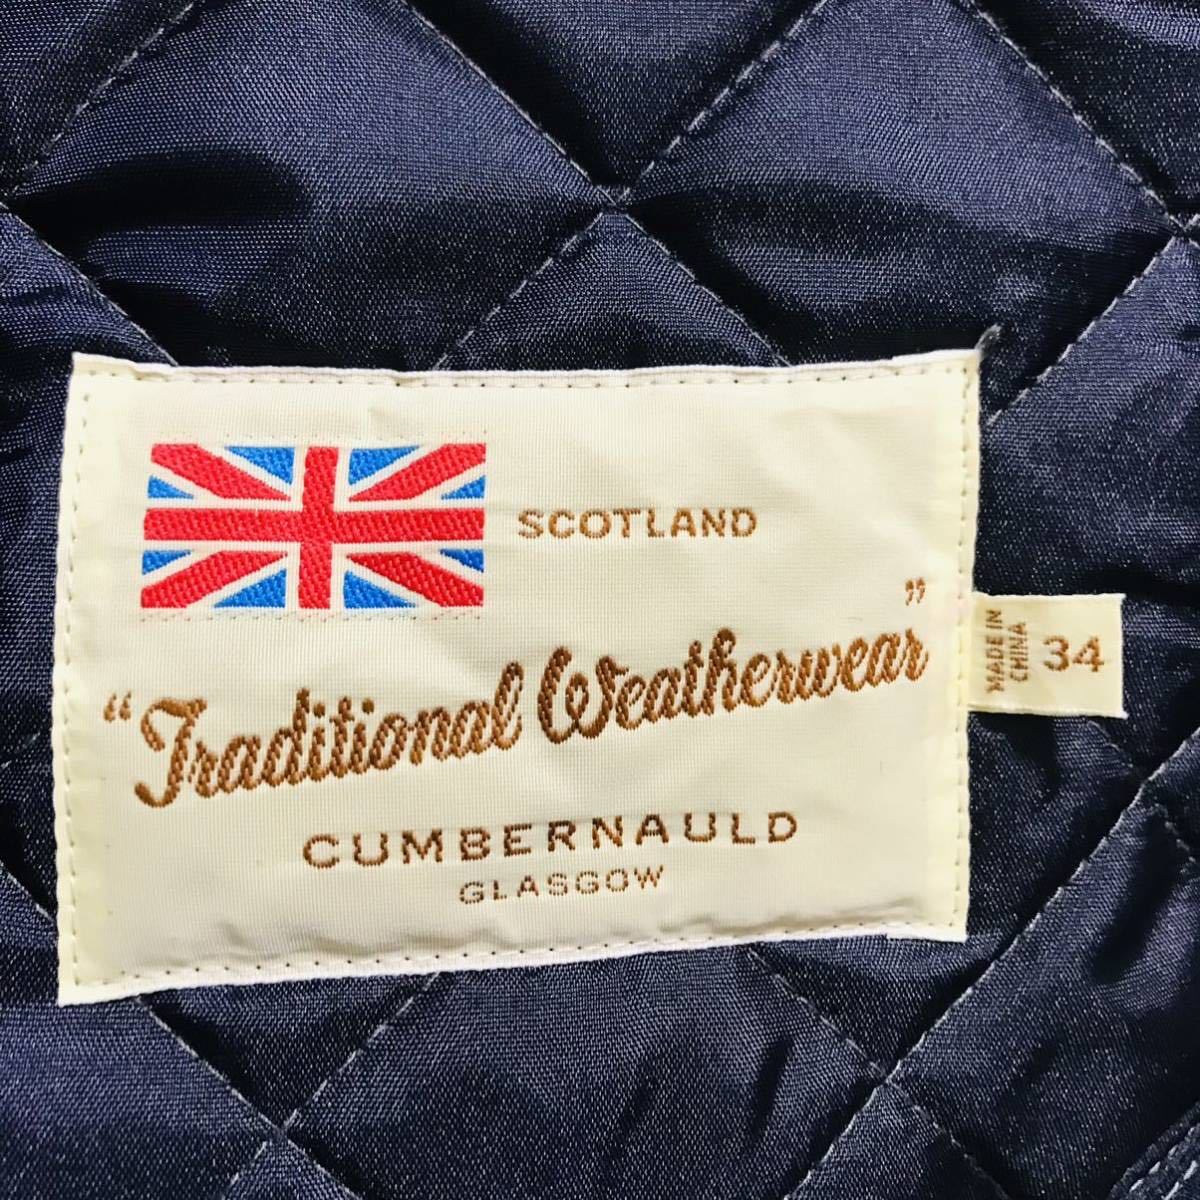 SCOTLAND
“Traditional Weatherwear”
CUMBERNAULD
GLASGOW
MADE IN
CHINA
34